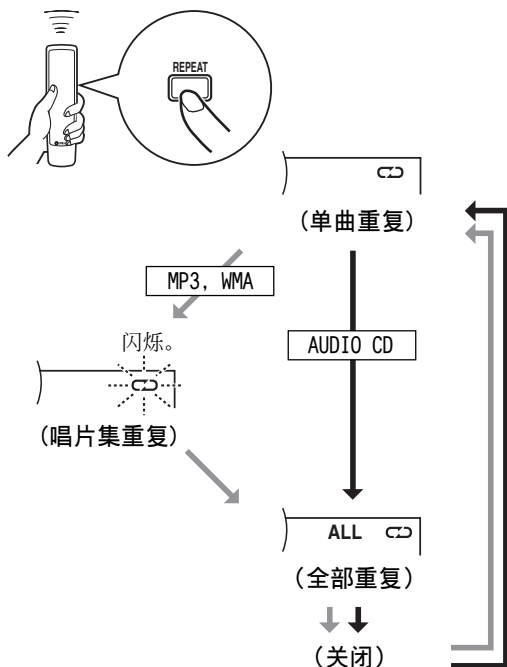 REPEAT
（单曲重复）
MP3, WMA
AUDIO CD
闪烁。
（唱片集重复）
ALL
（全部重复）
（关闭）